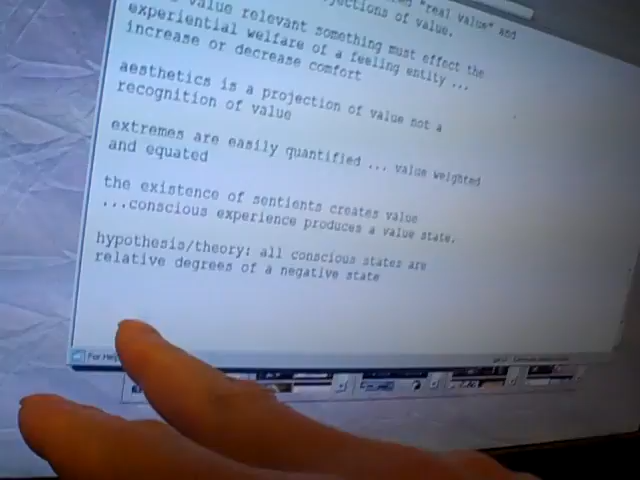 "real value" and
jections of value.
value relevant something must effect the
experiential welfare of a feeling entity ...
increase or decrease comfort
aesthetics is a projection of value not a
recognition of value
extremes are easily quantified ... value weighted
and equated
the existence of sentients creates value
...conscious experience produces a value state.
hypothesis/theory: all conscious states are
relative degrees of a negative state
For Help